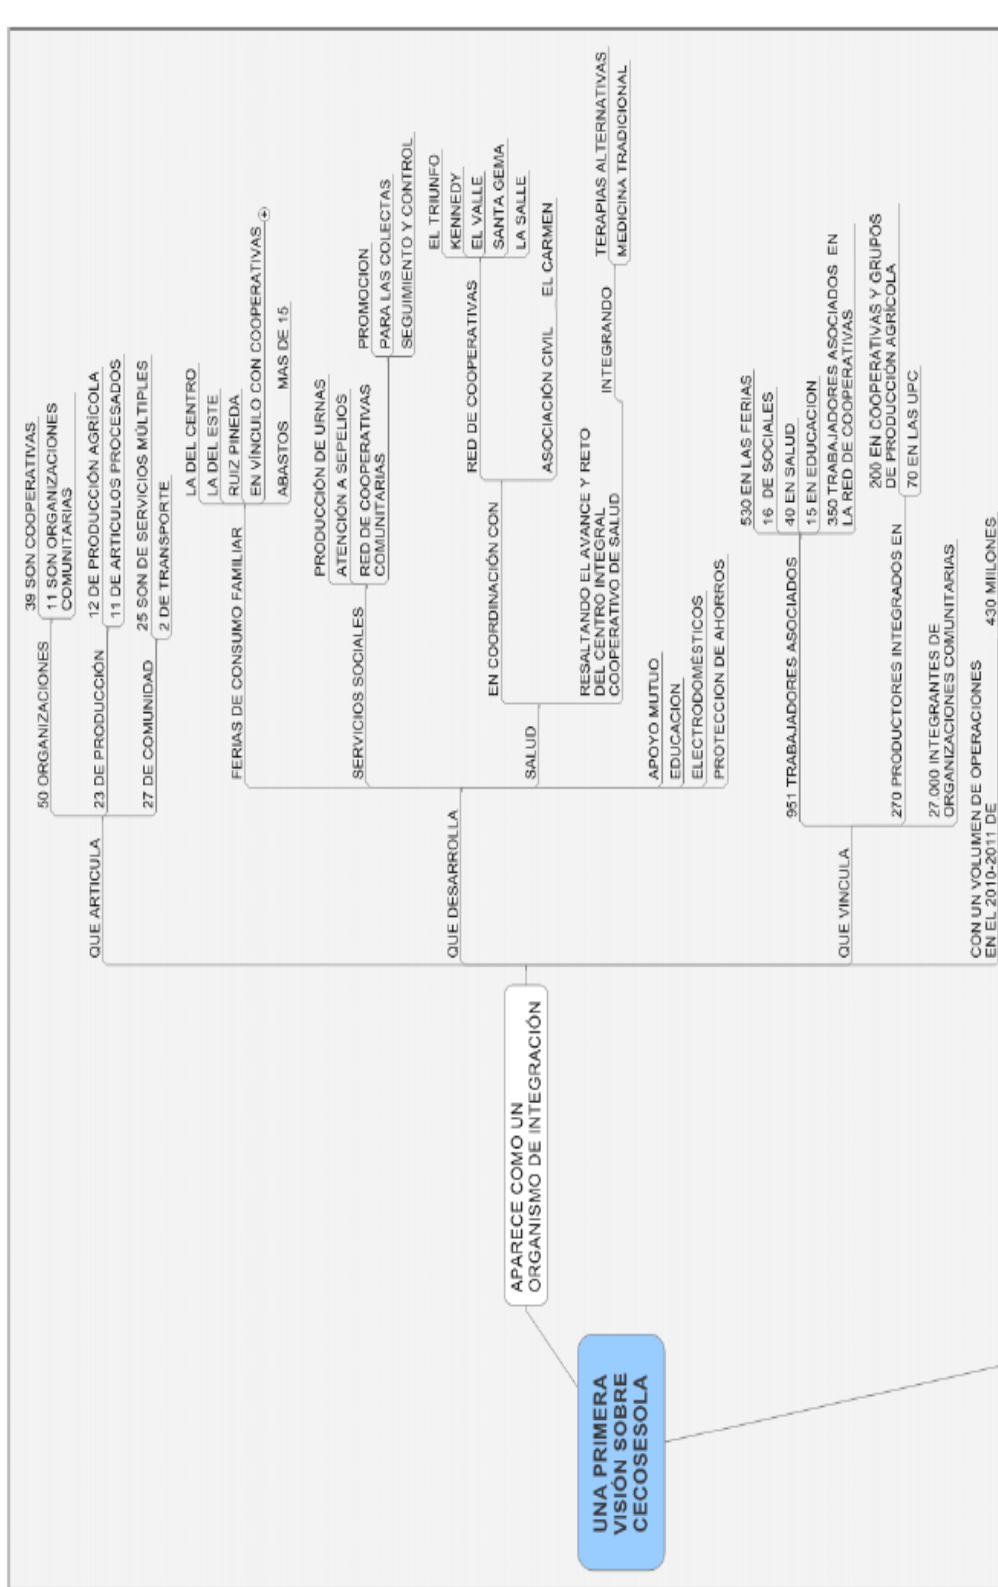 UNA PRIMERA
VISIÓN SOBRE
CECOSESOLA
APARECE COMO UN
ORGANISMO DE INTEGRACIÓN
QUE ARTICULA
50 ORGANIZACIONES
39 SON COOPERATIVAS
11 SON ORGANIZACIONES
COMUNITARIAS
23 DE PRODUCCIÓN
12 DE PRODUCCIÓN AGRÍCOLA
11 DE ARTICULOS PROCESADOS
27 DE COMUNIDAD
25 SON DE SERVICIOS MÚLTIPLES
2 DE TRANSPORTE
QUE DESARROLLA
FERIAS DE CONSUMO FAMILIAR
LA DEL CENTRO
LA DEL ESTE
RUIZ PINEDA
EN VÍNCULO CON COOPERATIVAS
ABASTOS
MAS DE 15
SERVICIOS SOCIALES
PRODUCCIÓN DE URNAS
ATENCIÓN A SEPELIOS
RED DE COOPERATIVAS
COMUNITARIAS
PROMOCION
PARA LAS COLECTAS
SEGUIMIENTO Y CONTROL
SALUD
EN COORDINACIÓN CON
RED DE COOPERATIVAS
EL TRIUNFO
KENNEDY
EL VALLE
SANTA GEMA
LA SALLE
ASOCIACIÓN CIVIL
EL CARMEN
RESALTANDO EL AVANCE Y RETO
DEL CENTRO INTEGRAL
COOPERATIVO DE SALUD
INTEGRANDO
TERAPIAS ALTERNATIVAS
MEDICINA TRADICIONAL
APOYO MUTUO
EDUCACION
ELECTRODOMÉSTICOS
PROTECCION DE AHORROS
QUE VINCULA
951 TRABAJADORES ASOCIADOS
530 EN LAS FERIAS
16 DE SOCIALES
40 EN SALUD
15 EN EDUCACION
350 TRABAJADORES ASOCIADOS EN
LA RED DE COOPERATIVAS
270 PRODUCTORES INTEGRADOS EN
200 EN COOPERATIVAS Y GRUPOS
DE PRODUCCIÓN AGRÍCOLA
70 EN LAS UPC
27.000 INTEGRANTES DE
ORGANIZACIONES COMUNITARIAS
CON UN VOLUMEN DE OPERACIONES
EN EL 2010-2011 DE
430 MIILONES